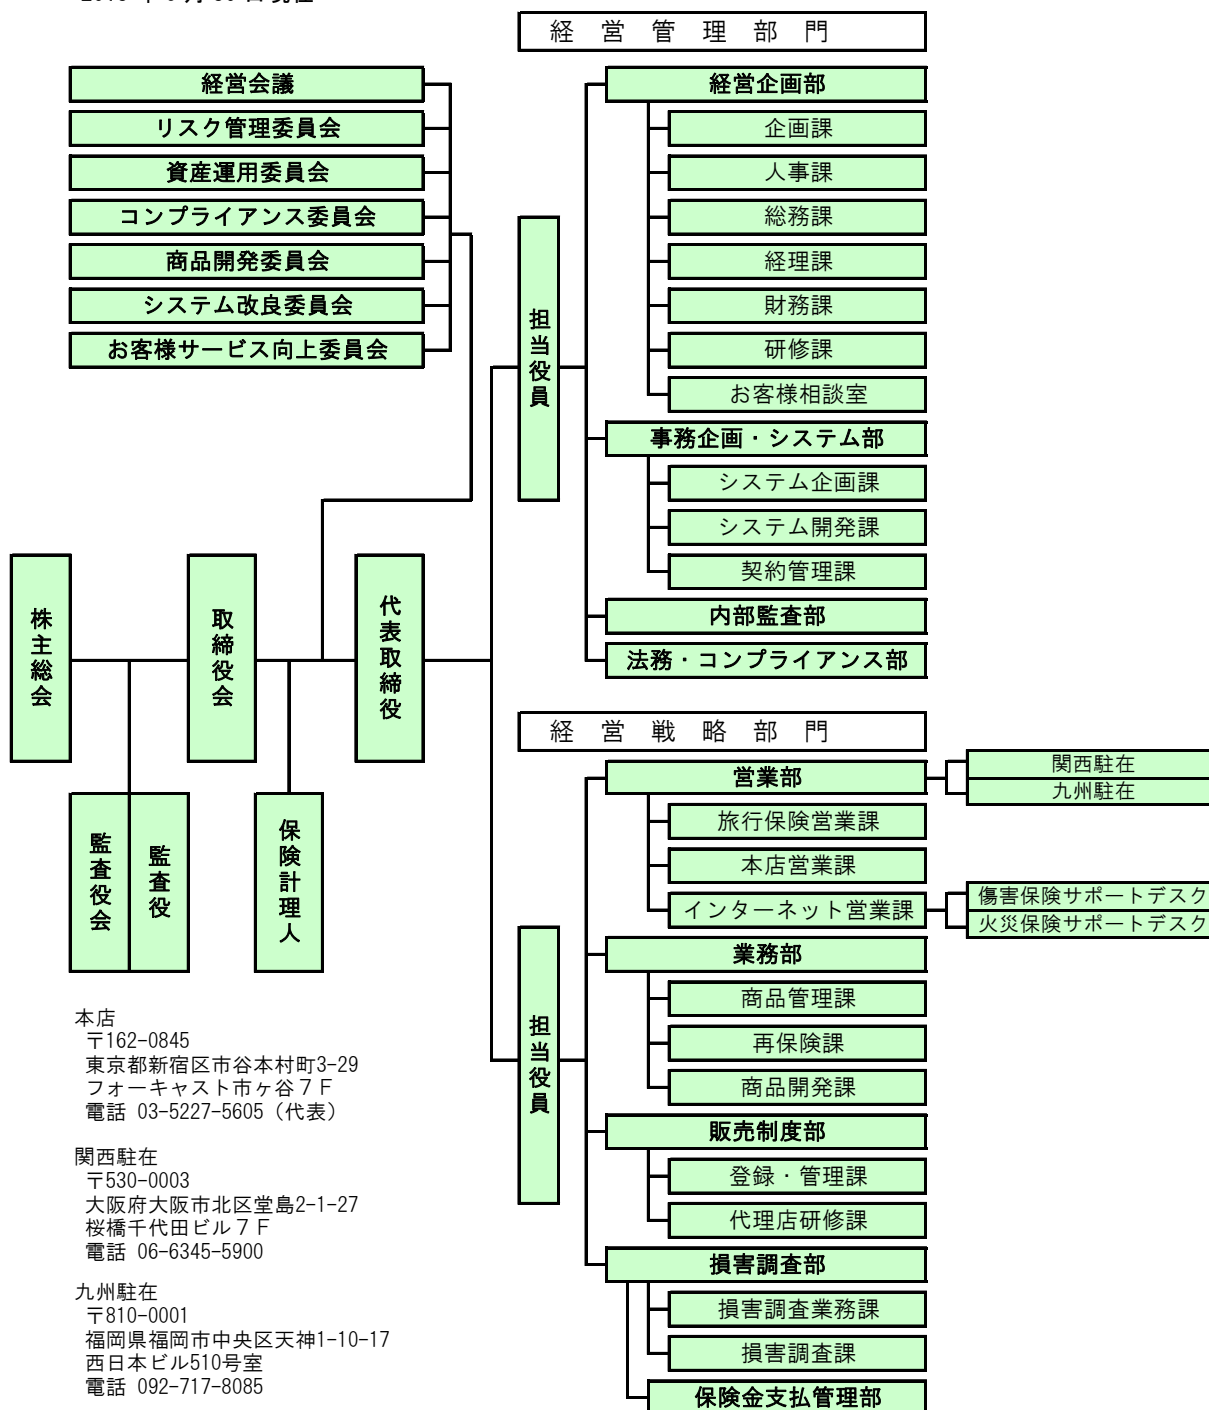 経営管理部門
経営会議
リスク管理委員会
資産運用委員会
コンプライアンス委員会
商品開発委員会
システム改良委員会
お客様サービス向上委員会
経営企画部
企画課
人事課
総務課
経理課
財務課
研修課
お客様相談室
事務企画・システム部
システム企画課
システム開発課
契約管理課
内部監査部
法務・コンプライアンス部
担当役員
株主総会
取締役会
代表取締役
監査役会
監査役
保険計理人
経営戦略部門
営業部
関西駐在
九州駐在
旅行保険営業課
本店営業課
インターネット営業課
傷害保険サポートデスク
火災保険サポートデスク
業務部
商品管理課
再保険課
商品開発課
販売制度部
登録・管理課
代理店研修課
損害調査部
損害調査業務課
損害調査課
保険金支払管理部
担当役員
本店
〒162-0845
東京都新宿区市谷本村町3-29
フォーキャスト市ヶ谷７Ｆ
電話 03-5227-5605（代表）
関西駐在
〒530-0003
大阪府大阪市北区堂島2-1-27
桜橋千代田ビル７Ｆ
電話 06-6345-5900
九州駐在
〒810-0001
福岡県福岡市中央区天神1-10-17
西日本ビル510号室
電話 092-717-8085